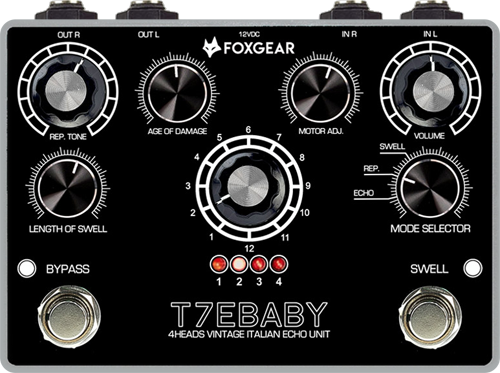 OUT R OUT L 12VDC IN R IN L
FOXGEAR
REP. TONE
AGE OF DAMAGE
MOTOR ADJ.
VOLUME
LENGTH OF SWELL
1 2 3 4 5 6 7 8 9 10 11 12
SWELL
REP.
ECHO
MODE SELECTOR
1 2 3 4
BYPASS
SWELL
T7EBABY
4HEADS VINTAGE ITALIAN ECHO UNIT